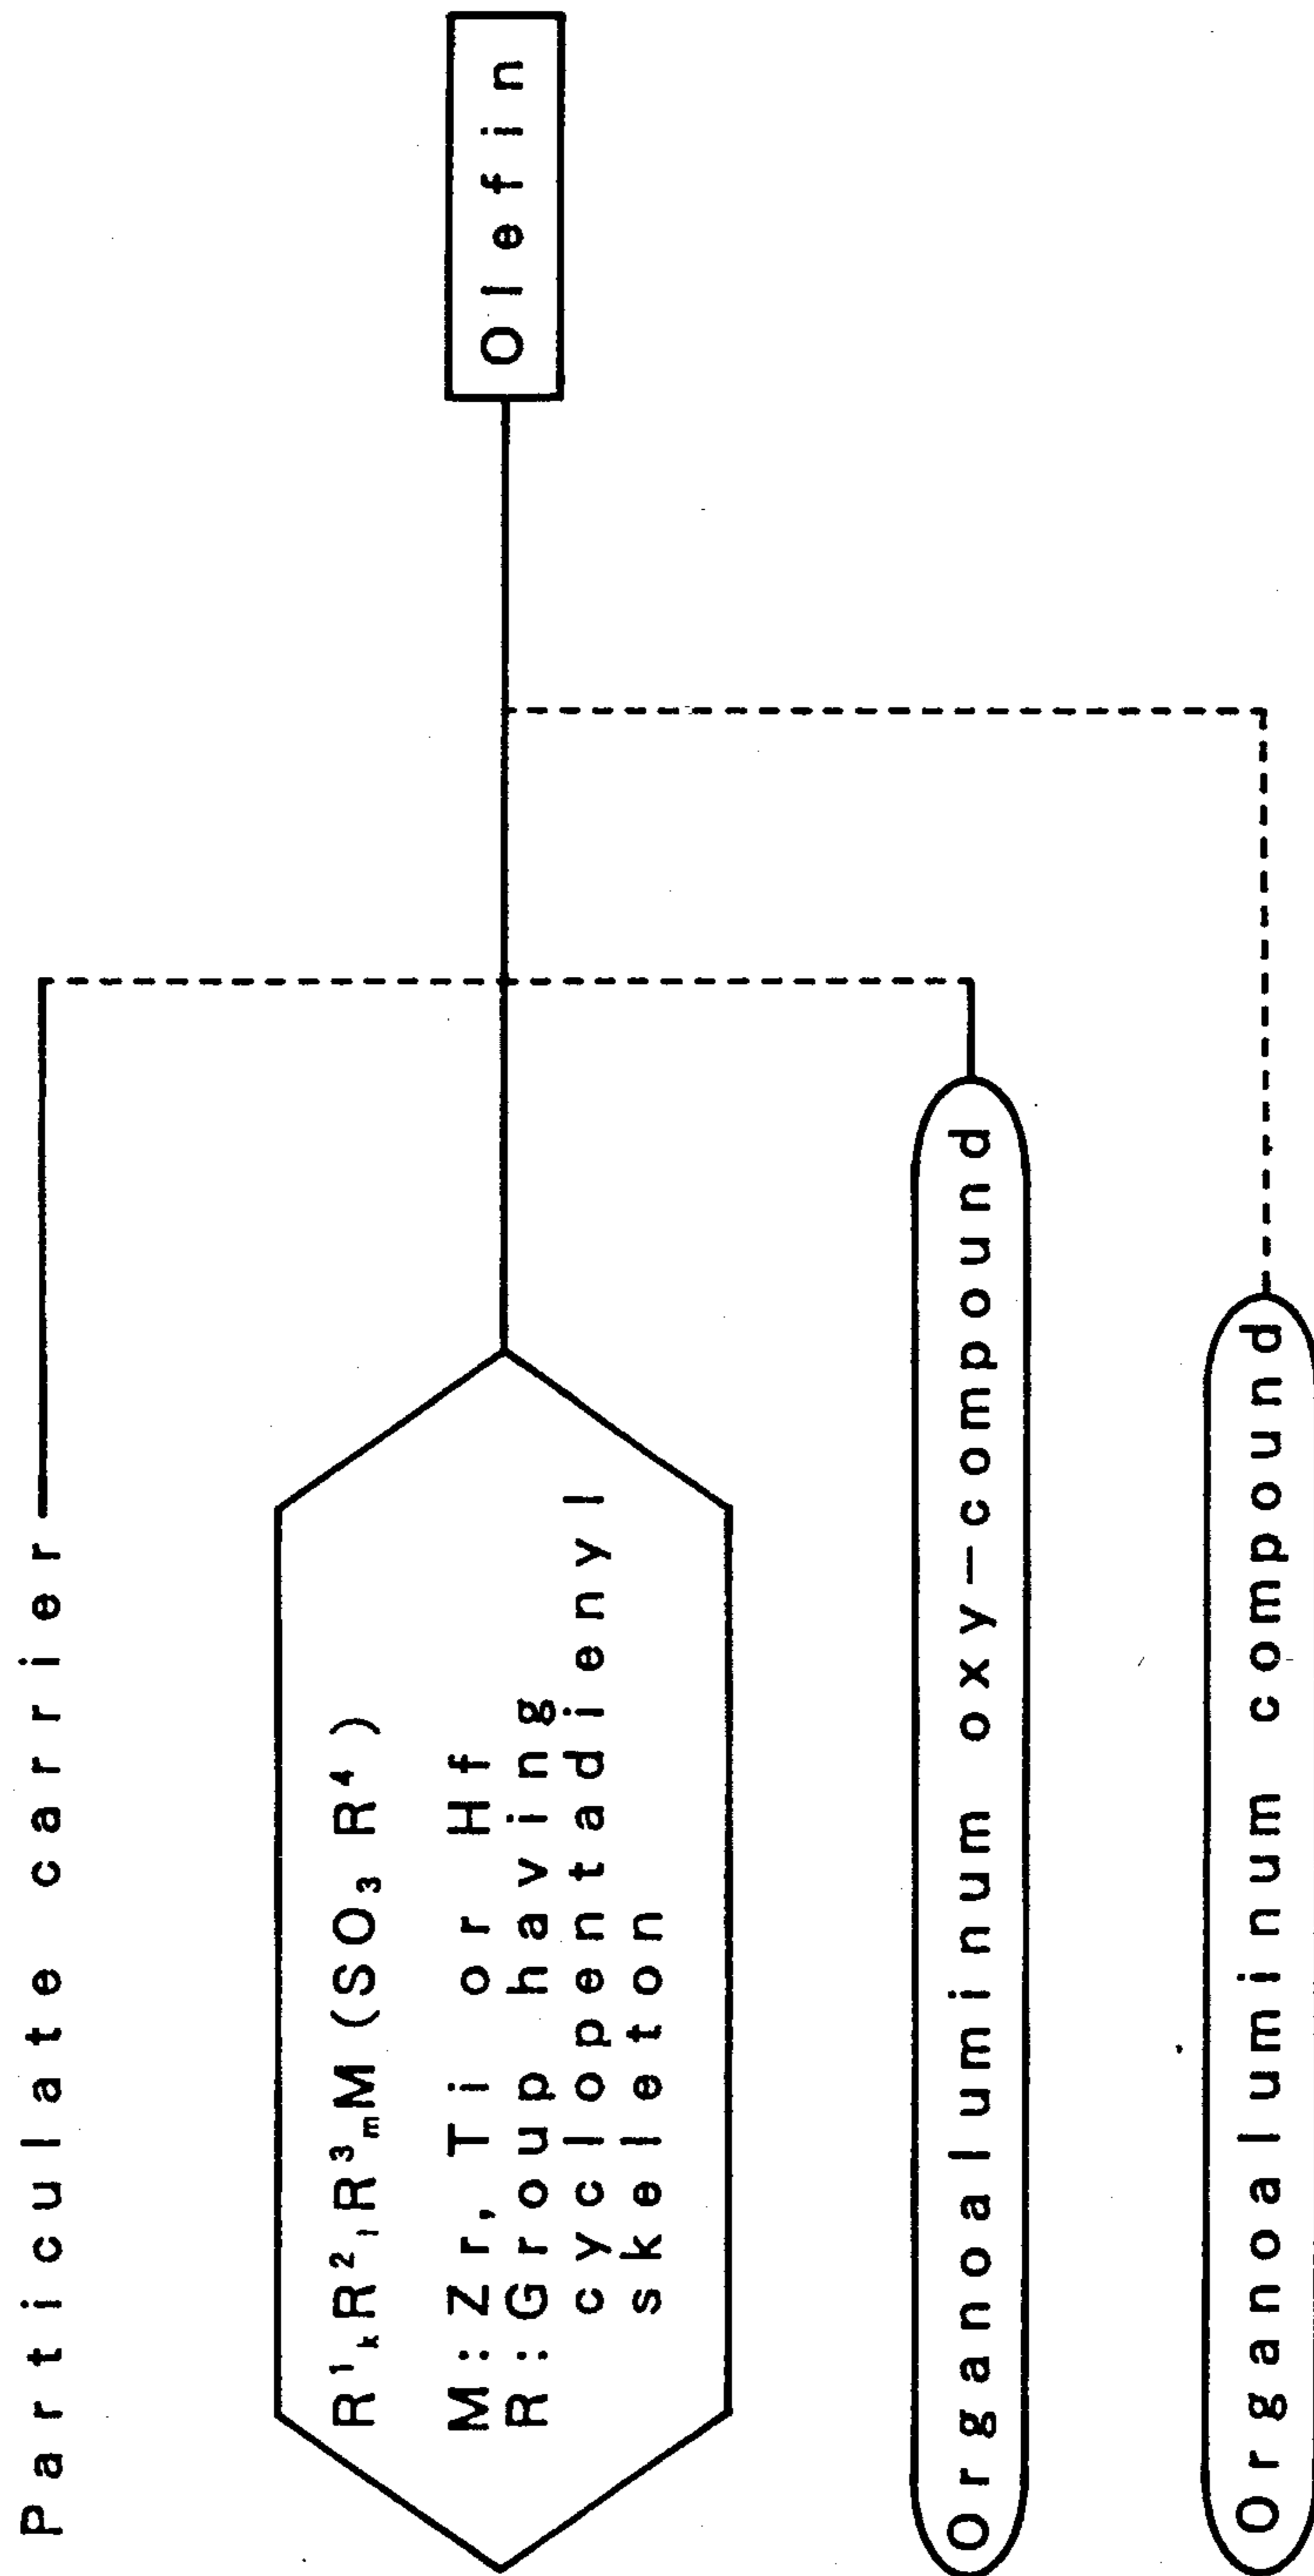 Particulate carrier
R¹ₖR²ₗR³ₘM(SO₃R⁴)
M:Zr, Ti or Hf
R:Group having
cyclopentadienyl
skeleton
Olefin
Organoaluminum oxy-compound
Organoaluminum compound